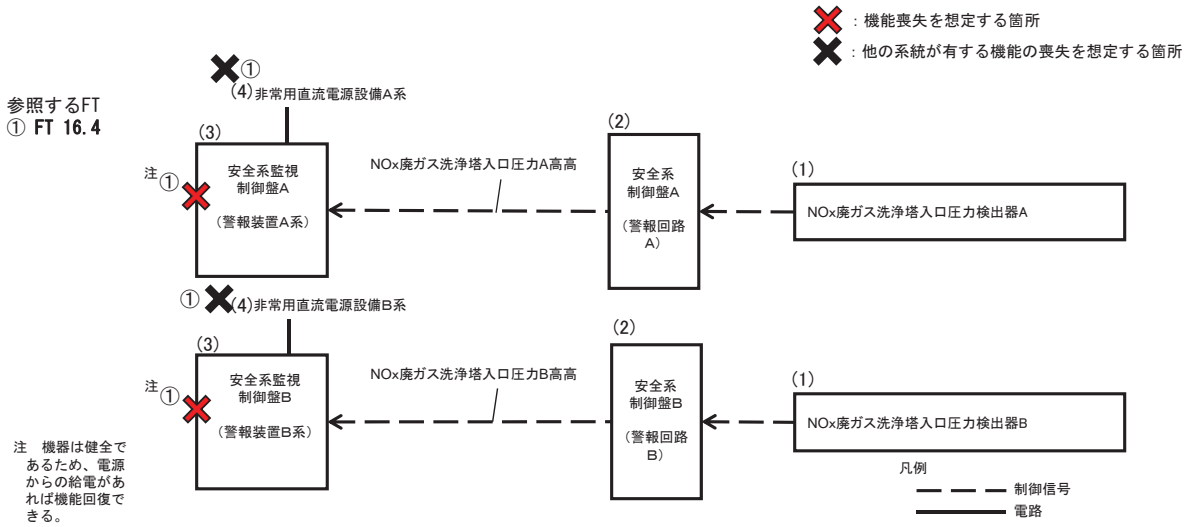 ：機能喪失を想定する箇所
：他の系統が有する機能の喪失を想定する箇所
参照するFT
① FT 16.4
①
(4)非常用直流電源設備A系
(3)
注①
安全系監視
制御盤A
（警報装置A系）
NOx廃ガス洗浄塔入口圧力A高高
(2)
安全系
制御盤A
（警報回路
A）
(1)
NOx廃ガス洗浄塔入口圧力検出器A
①
(4)非常用直流電源設備B系
(3)
注①
安全系監視
制御盤B
（警報装置B系）
NOx廃ガス洗浄塔入口圧力B高高
(2)
安全系
制御盤B
（警報回路
B）
(1)
NOx廃ガス洗浄塔入口圧力検出器B
注　機器は健全で
あるため、電源
からの給電があ
れば機能回復で
きる。
凡例
制御信号
電路